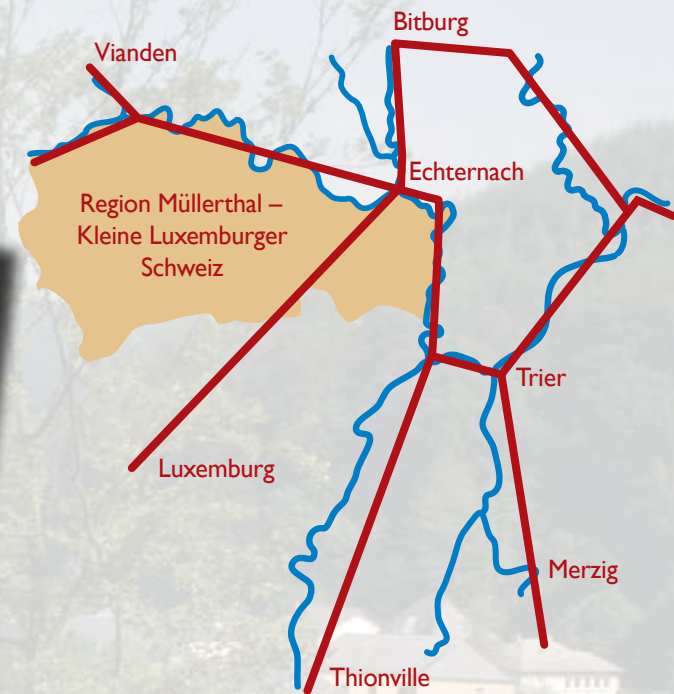 Bitburg
Vianden
Echternach
Region Müllerthal –
Kleine Luxemburger
Schweiz
Trier
Luxemburg
Merzig
Thionville